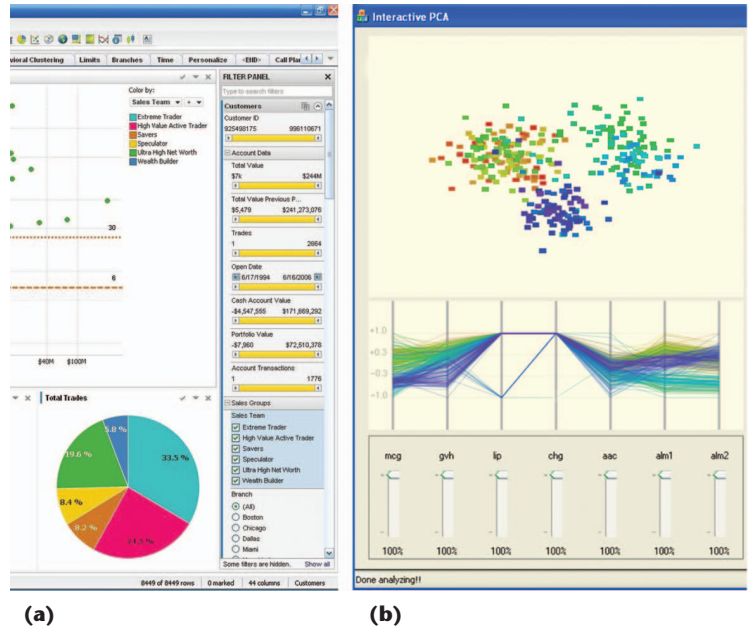 vioral Clustering Limits Branches Time Personalize <EIID> Call Pla
Color by:
Sales Team
Extreme Trader
High Value Active Trader
Savers
Speculator
Ultra High Net Worth
Wealth Builder
30
6
$40M $100M
FILTER PANEL
Type to search filters
Customers
Customer ID
925498175 998110671
Account Data
Total Value
$7k $244M
Total Value Previous P...
$5,479 $241,273,076
Trades
1 2884
Open Date
6/17/1994 6/16/2006
Cash Account Value
-$4,547,555 $171,669,292
Portfolio Value
-$7,960 $72,510,378
Account Transactions
1 1776
Sales Groups
Sales Team
Extreme Trader
High Value Active Trader
Savers
Speculator
Ultra High Net Worth
Wealth Builder
Branch
(All)
Boston
Chicago
Dallas
Miami
Some filters are hidden. Show all
Total Trades
5.8 %
19.6 %
33.5 %
8.4 %
8.2 %
8449 of 8449 rows 0 marked 44 columns Customers
(a)
Interactive PCA
+1.0
+0.3
-0.3
-1.0
mcg gvh lip chg aac alm1 alm2
100% 100% 100% 100% 100% 100% 100%
Done analyzing!!
(b)